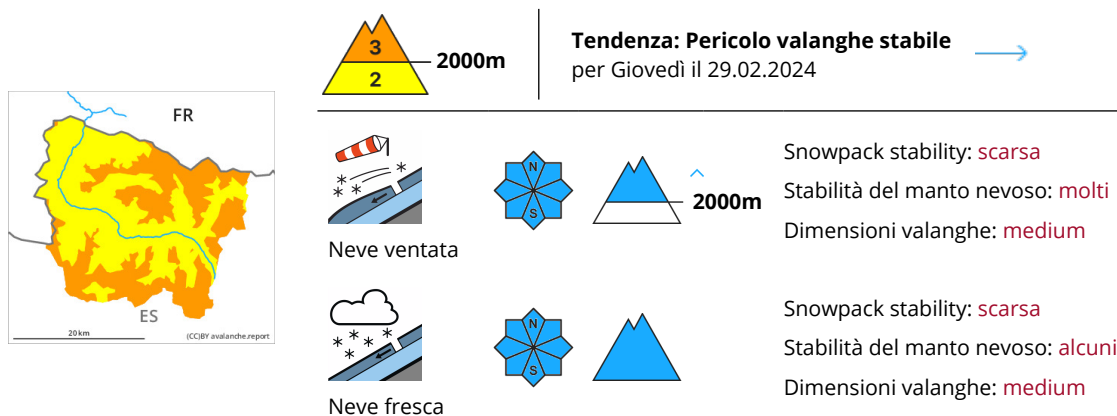 3
2
2000m
Tendenza: Pericolo valanghe stabile
per Giovedì il 29.02.2024
FR
ES
20 km
(CC)BY avalanche.report
N
S
2000m
Neve ventata
Snowpack stability: scarsa
Stabilità del manto nevoso: molti
Dimensioni valanghe: medium
N
S
Neve fresca
Snowpack stability: scarsa
Stabilità del manto nevoso: alcuni
Dimensioni valanghe: medium